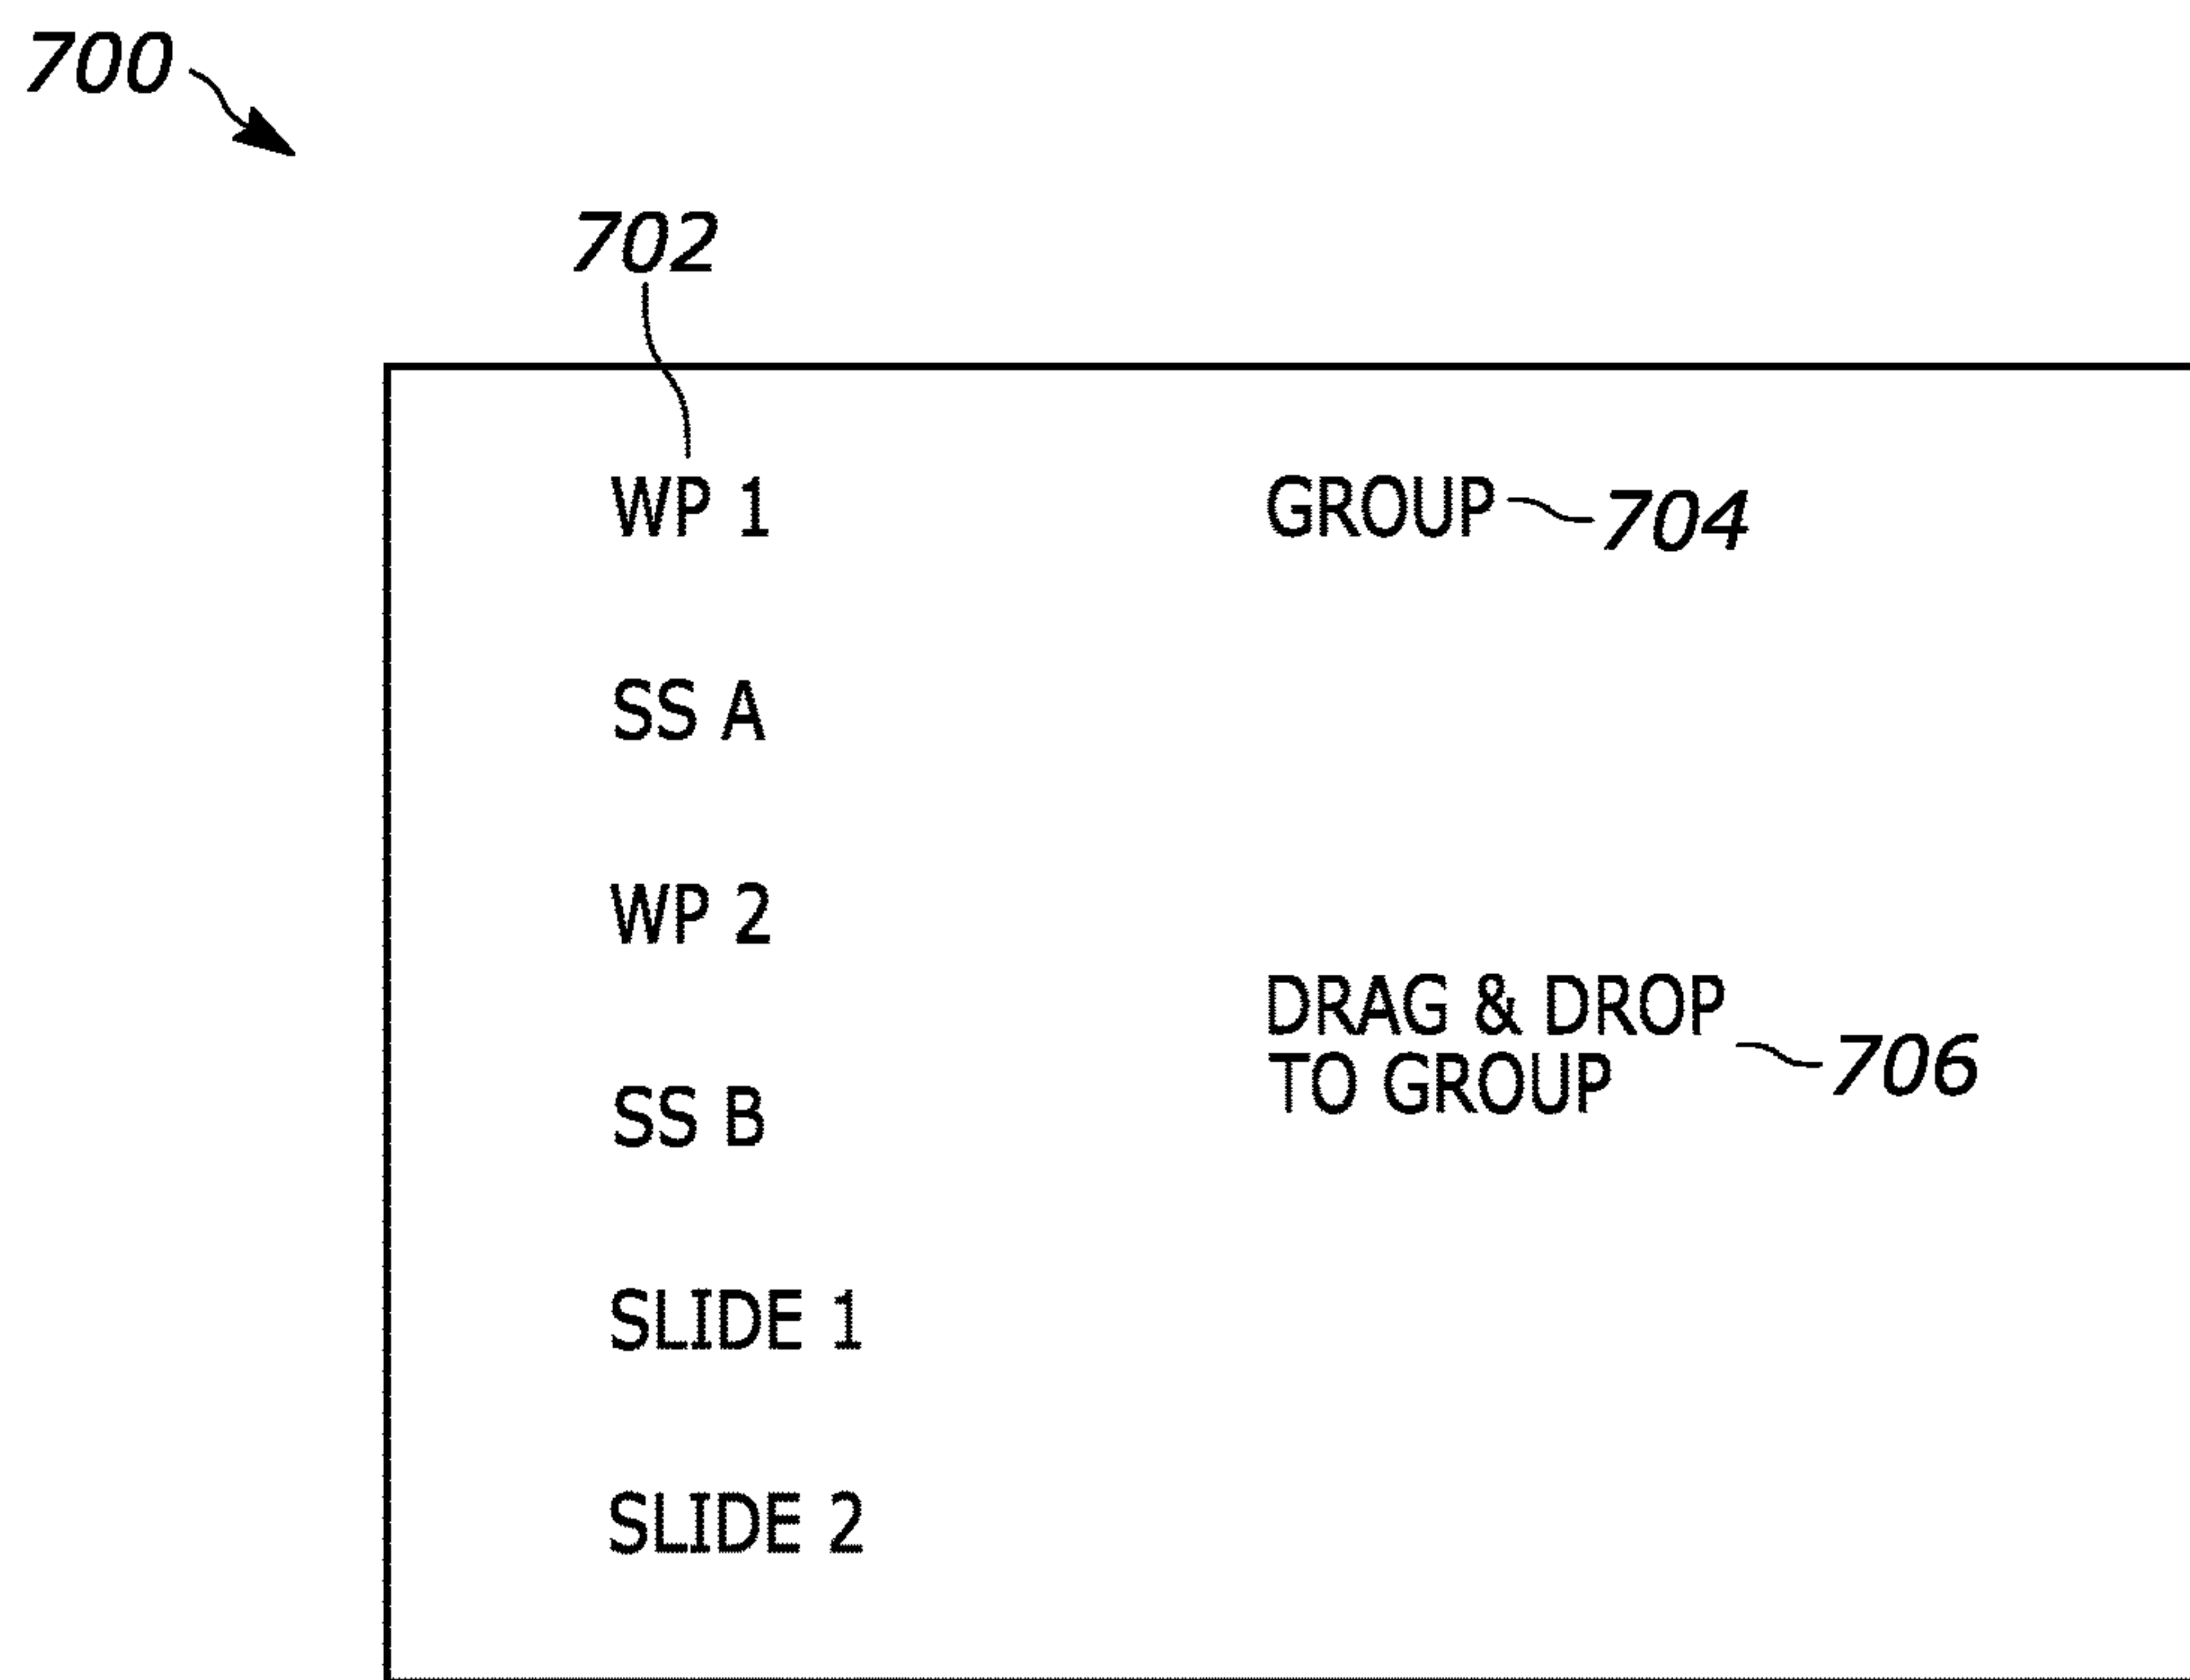 700
702
WP 1
GROUP 704
SS A
WP 2
DRAG & DROP
TO GROUP
706
SS B
SLIDE 1
SLIDE 2